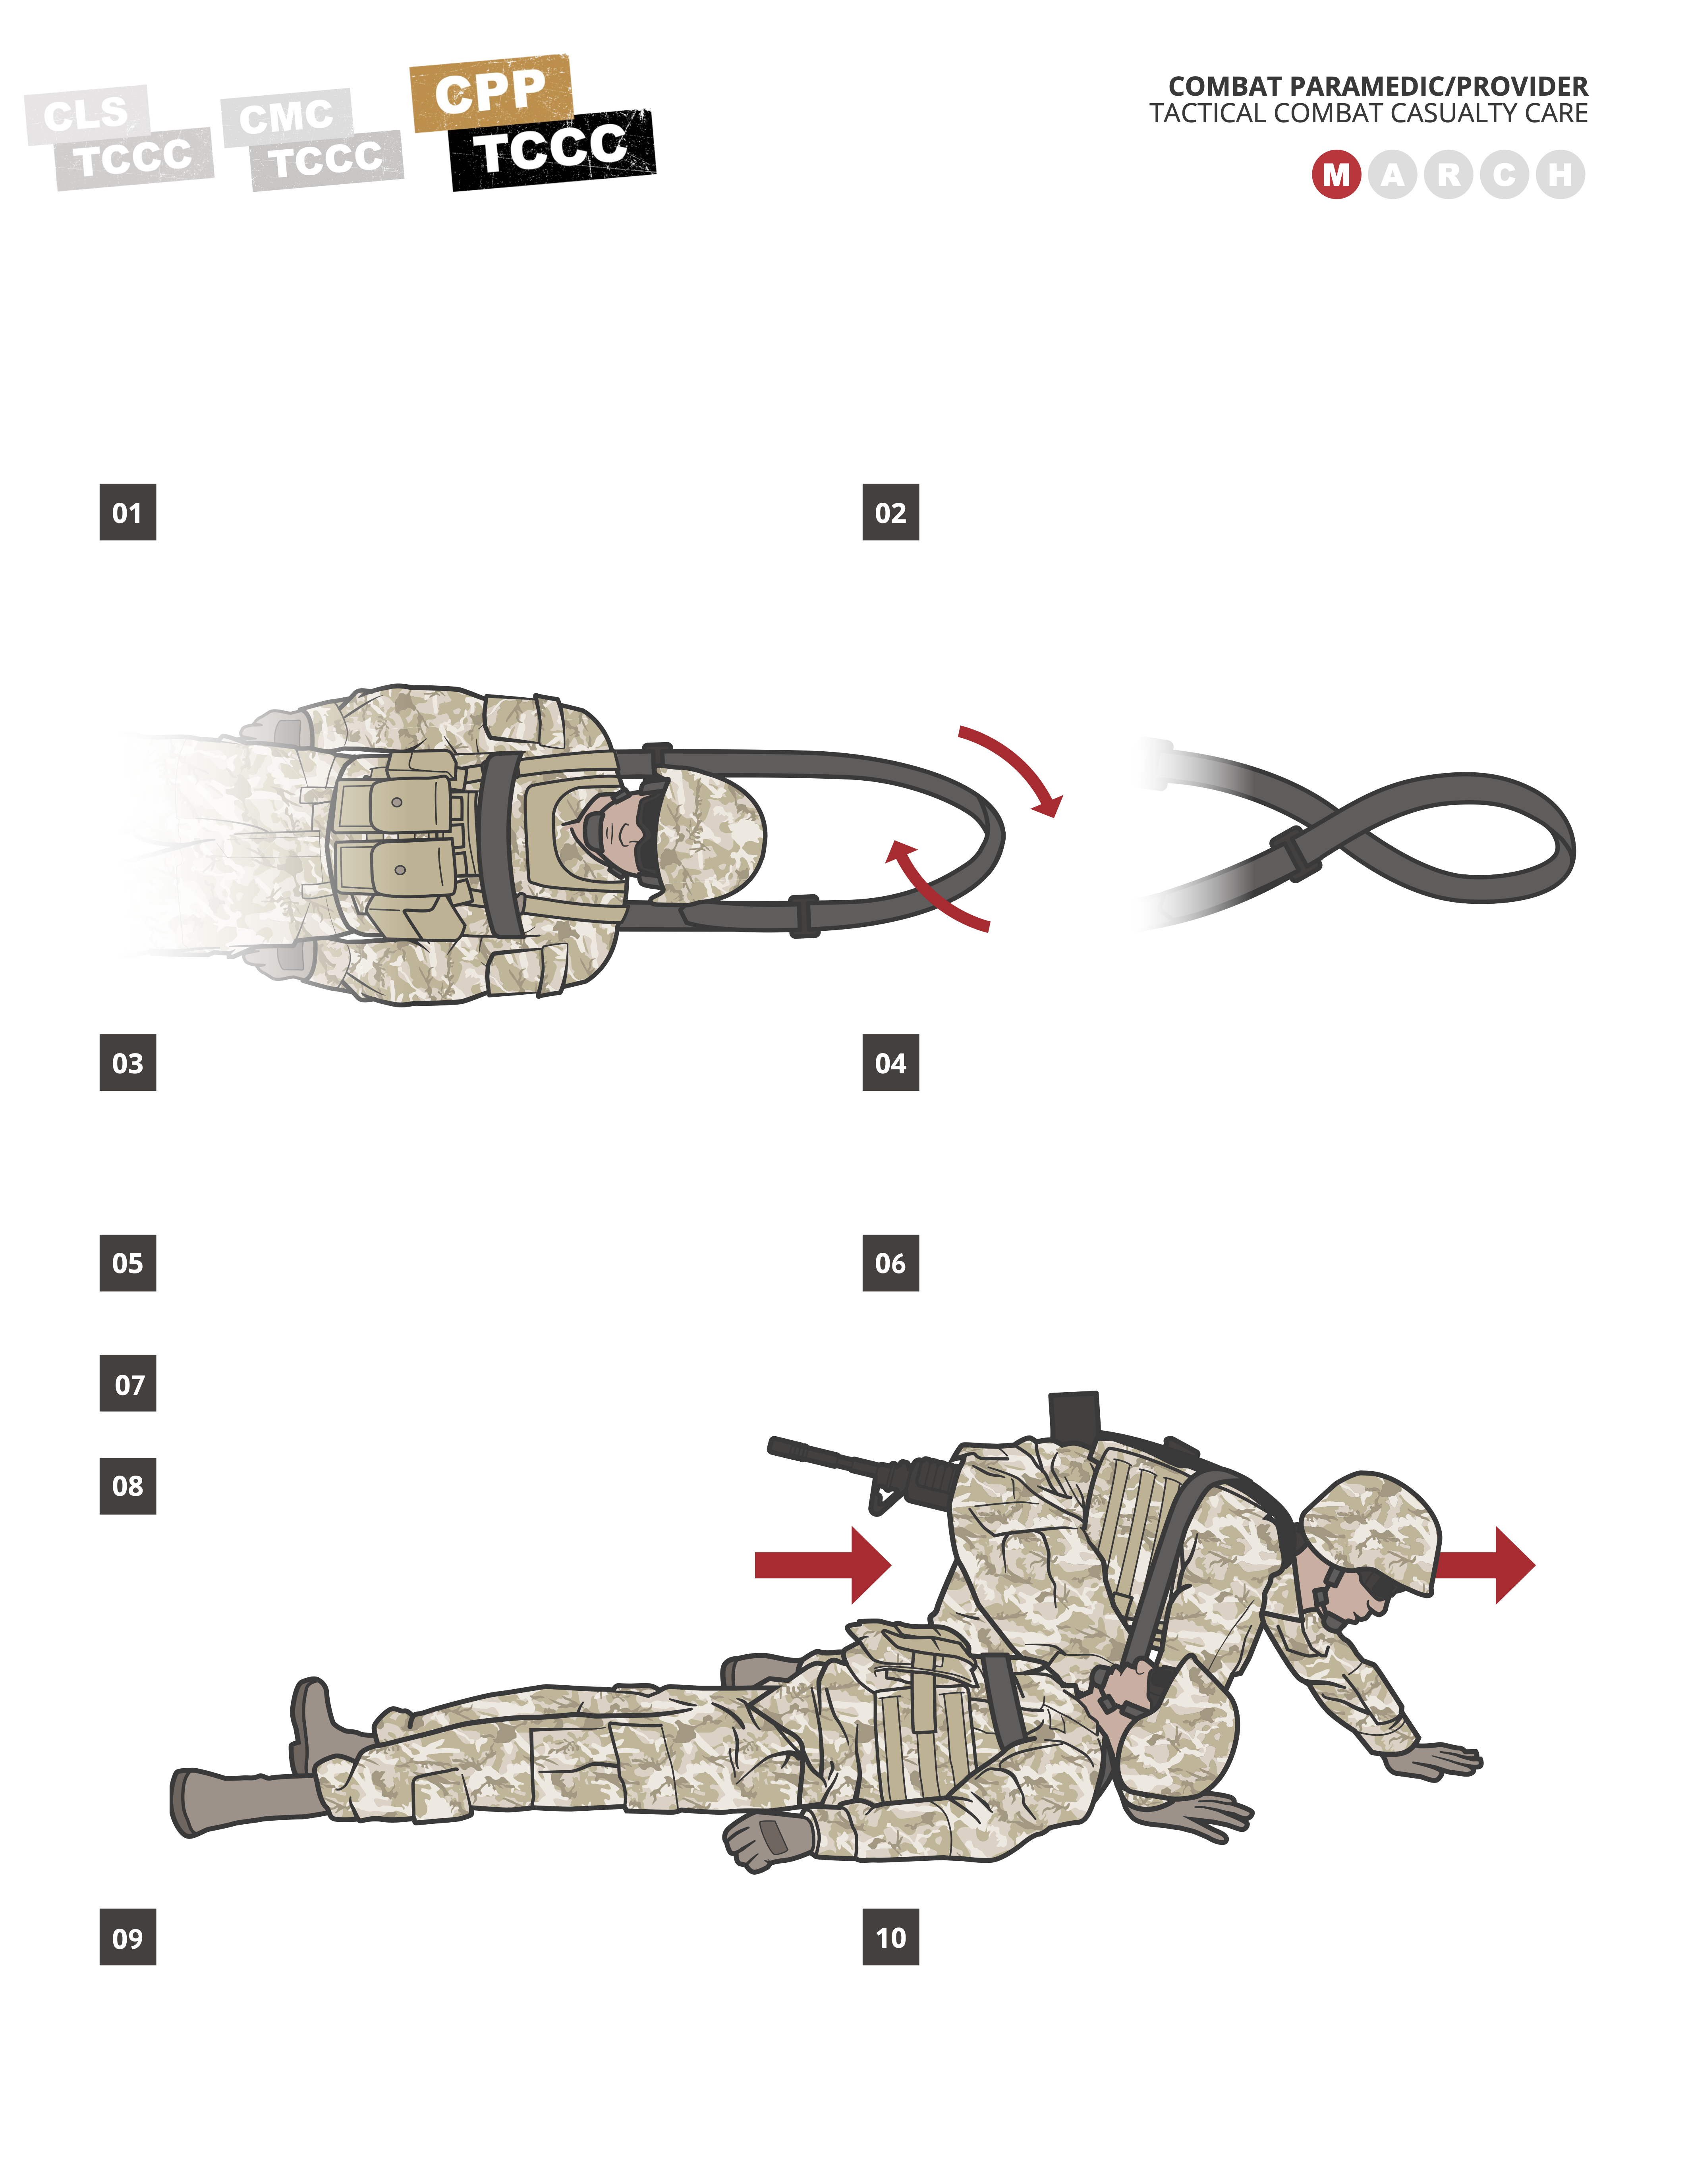 CLS
TCCC
CMC
TCCC
CPP
TCCC
COMBAT PARAMEDIC/PROVIDER
TACTICAL COMBAT CASUALTY CARE
M A R C H
01
02
03
04
05
06
07
08
09
10